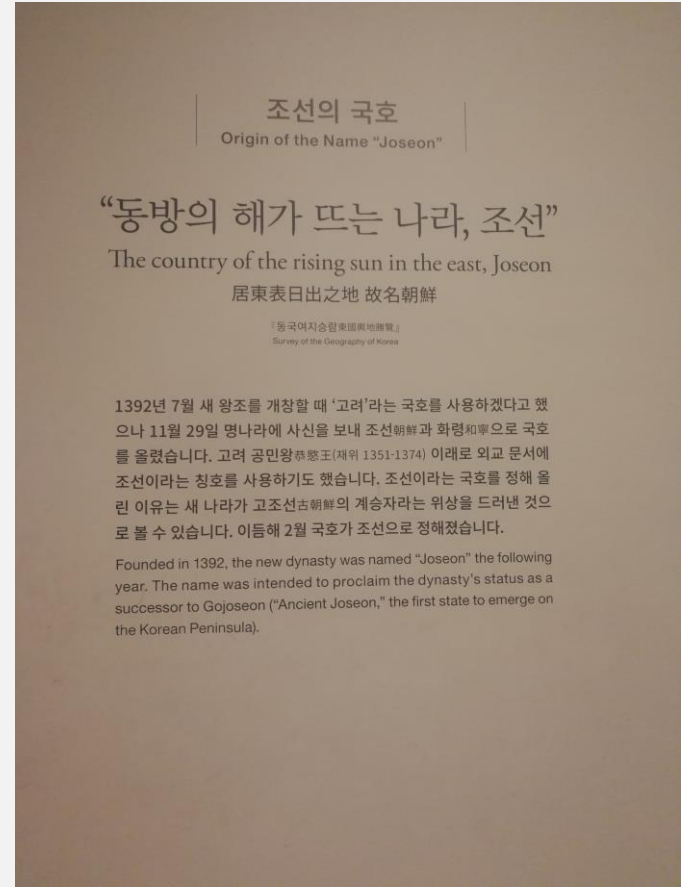 조선의 국호
Origin of the Name “Joseon”
“동방의 해가 뜨는 나라, 조선”
The country of the rising sun in the east, Joseon
居東表日出之地 故名朝鮮
『동국여지승람東國輿地勝覽』
Survey of the Geography of Korea
1392년 7월 새 왕조를 개창할 때 ‘고려’라는 국호를 사용하겠다고 했
으나 11월 29일 명나라에 사신을 보내 조선朝鮮과 화령和寧으로 국호
를 올렸습니다. 고려 공민왕恭愍王(재위 1351-1374) 이래로 외교 문서에
조선이라는 칭호를 사용하기도 했습니다. 조선이라는 국호를 정해 올
린 이유는 새 나라가 고조선古朝鮮의 계승자라는 위상을 드러낸 것으
로 볼 수 있습니다. 이듬해 2월 국호가 조선으로 정해졌습니다.
Founded in 1392, the new dynasty was named “Joseon” the following
year. The name was intended to proclaim the dynasty’s status as a
successor to Gojoseon (“Ancient Joseon,” the first state to emerge on
the Korean Peninsula).